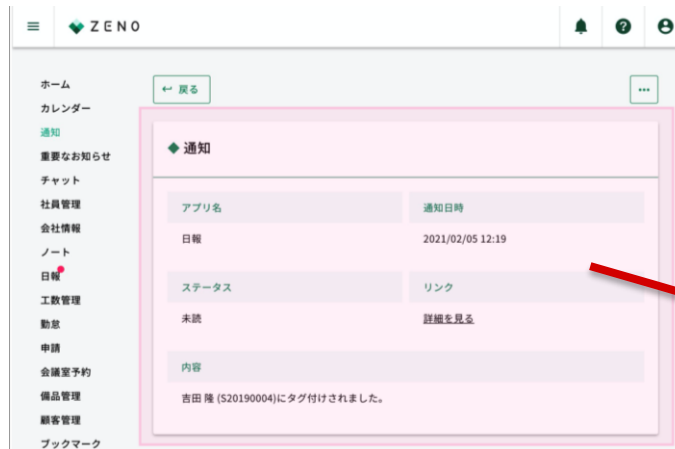 ZENO
ホーム
カレンダー
通知
重要なお知らせ
チャット
社員管理
会社情報
ノート
日報
工数管理
勤怠
申請
会議室予約
備品管理
顧客管理
ブックマーク
戻る
通知
アプリ名 通知日時
日報 2021/02/05 12:19
ステータス リンク
未読 詳細を見る
内容
吉田 隆 (S20190004)にタグ付けされました。